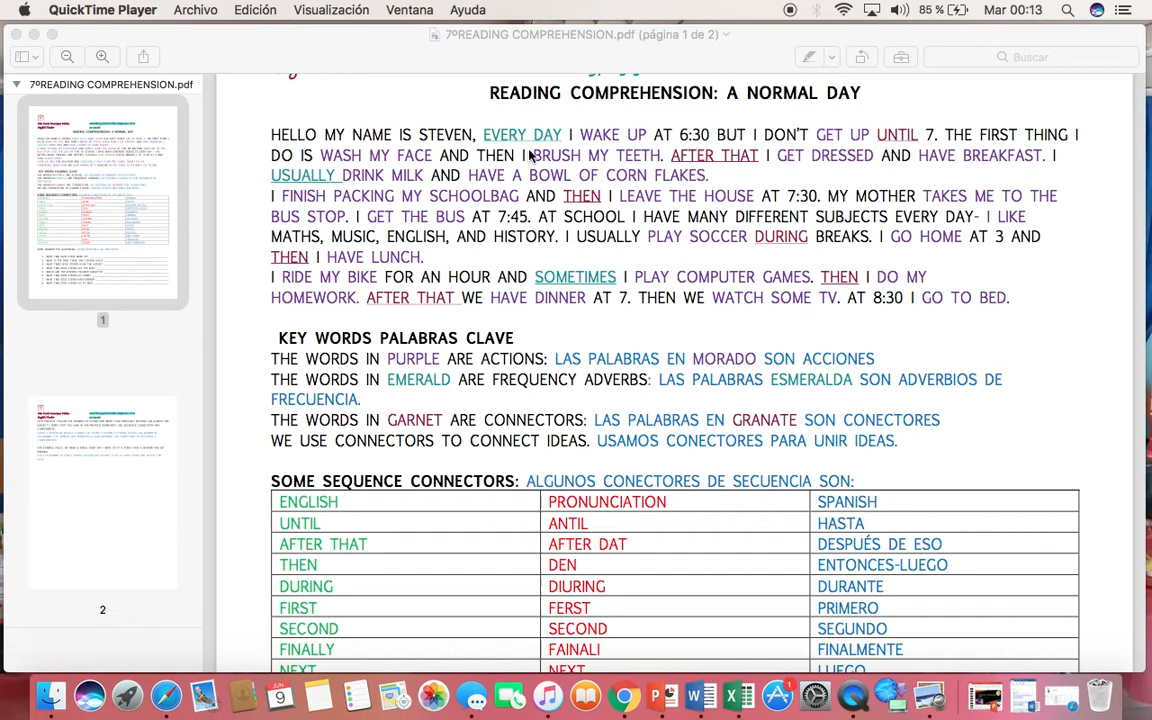 QuickTime Player Archivo Edición Visualización Ventana Ayuda 85 % Mar 00:13
7ºREADING COMPREHENSION.pdf (página 1 de 2)
Buscar
7ºREADING COMPREHENSION.pdf
1
2
READING COMPREHENSION: A NORMAL DAY
HELLO MY NAME IS STEVEN, EVERY DAY I WAKE UP AT 6:30 BUT I DON'T GET UP UNTIL 7. THE FIRST THING I
DO IS WASH MY FACE AND THEN I BRUSH MY TEETH. AFTER THAT I GET DRESSED AND HAVE BREAKFAST. I
USUALLY DRINK MILK AND HAVE A BOWL OF CORN FLAKES.
I FINISH PACKING MY SCHOOLBAG AND THEN I LEAVE THE HOUSE AT 7:30. MY MOTHER TAKES ME TO THE
BUS STOP. I GET THE BUS AT 7:45. AT SCHOOL I HAVE MANY DIFFERENT SUBJECTS EVERY DAY- I LIKE
MATHS, MUSIC, ENGLISH, AND HISTORY. I USUALLY PLAY SOCCER DURING BREAKS. I GO HOME AT 3 AND
THEN I HAVE LUNCH.
I RIDE MY BIKE FOR AN HOUR AND SOMETIMES I PLAY COMPUTER GAMES. THEN I DO MY
HOMEWORK. AFTER THAT WE HAVE DINNER AT 7. THEN WE WATCH SOME TV. AT 8:30 I GO TO BED.
KEY WORDS PALABRAS CLAVE
THE WORDS IN PURPLE ARE ACTIONS: LAS PALABRAS EN MORADO SON ACCIONES
THE WORDS IN EMERALD ARE FREQUENCY ADVERBS: LAS PALABRAS ESMERALDA SON ADVERBIOS DE
FRECUENCIA.
THE WORDS IN GARNET ARE CONNECTORS: LAS PALABRAS EN GRANATE SON CONECTORES
WE USE CONNECTORS TO CONNECT IDEAS. USAMOS CONECTORES PARA UNIR IDEAS.
SOME SEQUENCE CONNECTORS: ALGUNOS CONECTORES DE SECUENCIA SON:
ENGLISH PRONUNCIATION SPANISH
UNTIL ANTIL HASTA
AFTER THAT AFTER DAT DESPUÉS DE ESO
THEN DEN ENTONCES-LUEGO
DURING DIURING DURANTE
FIRST FERST PRIMERO
SECOND SECOND SEGUNDO
FINALLY FAINALI FINALMENTE
NEXT NEXT LUEGO
JUN
9
1